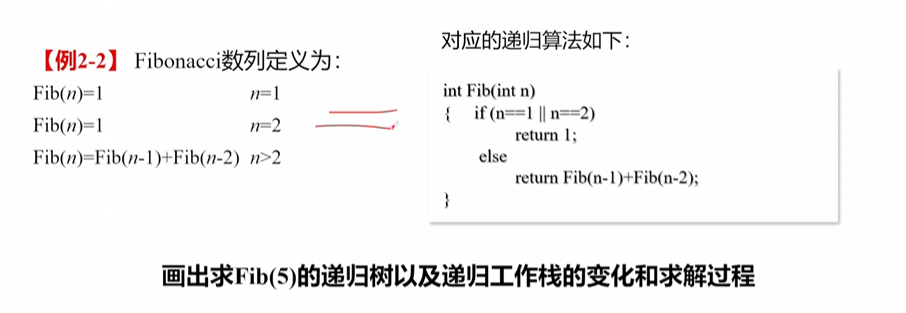 【例2-2】 Fibonacci数列定义为：
Fib(n)=1 n=1
Fib(n)=1 n=2
Fib(n)=Fib(n-1)+Fib(n-2) n>2
对应的递归算法如下：
int Fib(int n)
{ if (n==1 || n==2)
return 1;
else
return Fib(n-1)+Fib(n-2);
}
画出求Fib(5)的递归树以及递归工作栈的变化和求解过程